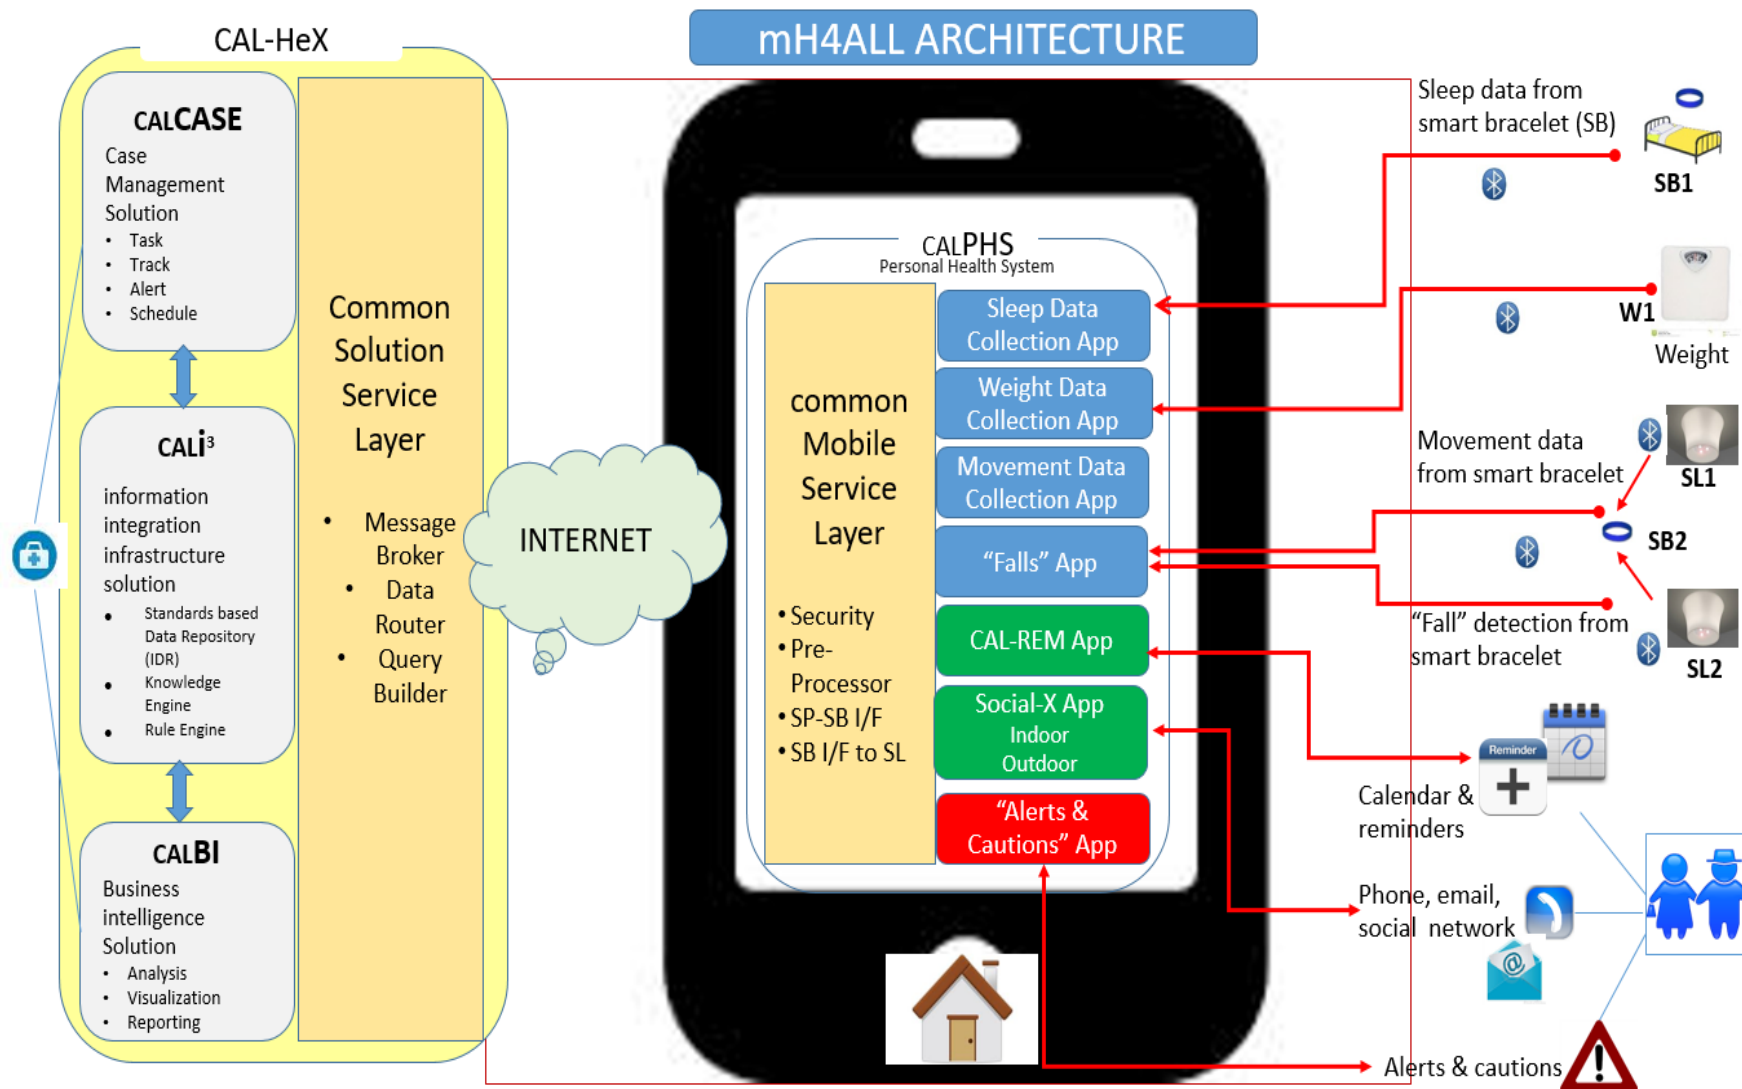 CAL-HeX
mH4ALL ARCHITECTURE
CALCASE
Case
Management
Solution
• Task
• Track
• Alert
• Schedule
CALi³
information
integration
infrastructure
solution
• Standards based
Data Repository
(IDR)
• Knowledge
Engine
• Rule Engine
CALBI
Business
intelligence
Solution
• Analysis
• Visualization
• Reporting
Common
Solution
Service
Layer
• Message
Broker
• Data
Router
• Query
Builder
INTERNET
CALPHS
Personal Health System
common
Mobile
Service
Layer
• Security
• Pre-
Processor
• SP-SB I/F
• SB I/F to SL
Sleep Data
Collection App
Weight Data
Collection App
Movement Data
Collection App
“Falls” App
CAL-REM App
Social-X App
Indoor
Outdoor
“Alerts &
Cautions” App
Sleep data from
smart bracelet (SB)
SB1
W1
Weight
Movement data
from smart bracelet
SL1
SB2
“Fall” detection from
smart bracelet
SL2
Reminder
Calendar &
reminders
Phone, email,
social network
@
Alerts & cautions